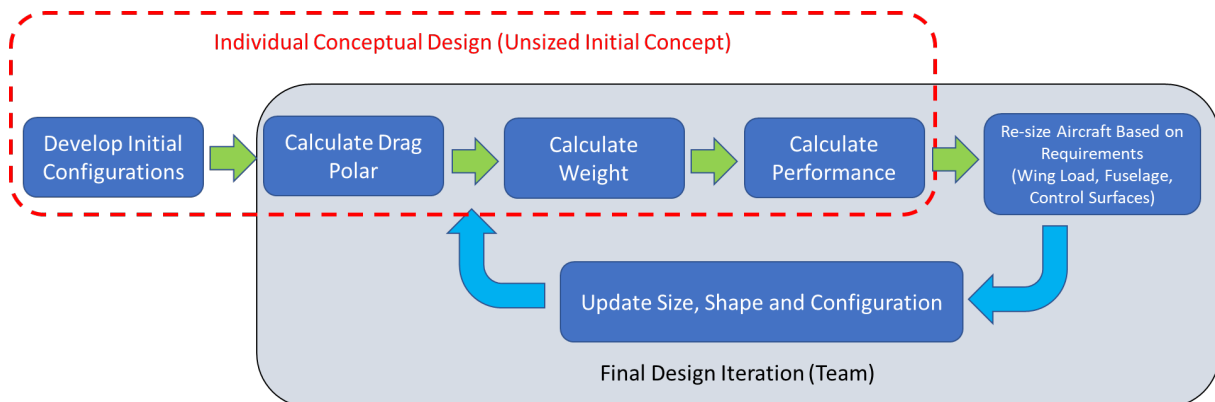 Individual Conceptual Design (Unsized Initial Concept)
Develop Initial
Configurations
Calculate Drag
Polar
Calculate
Weight
Calculate
Performance
Re-size Aircraft Based on
Requirements
(Wing Load, Fuselage,
Control Surfaces)
Update Size, Shape and Configuration
Final Design Iteration (Team)